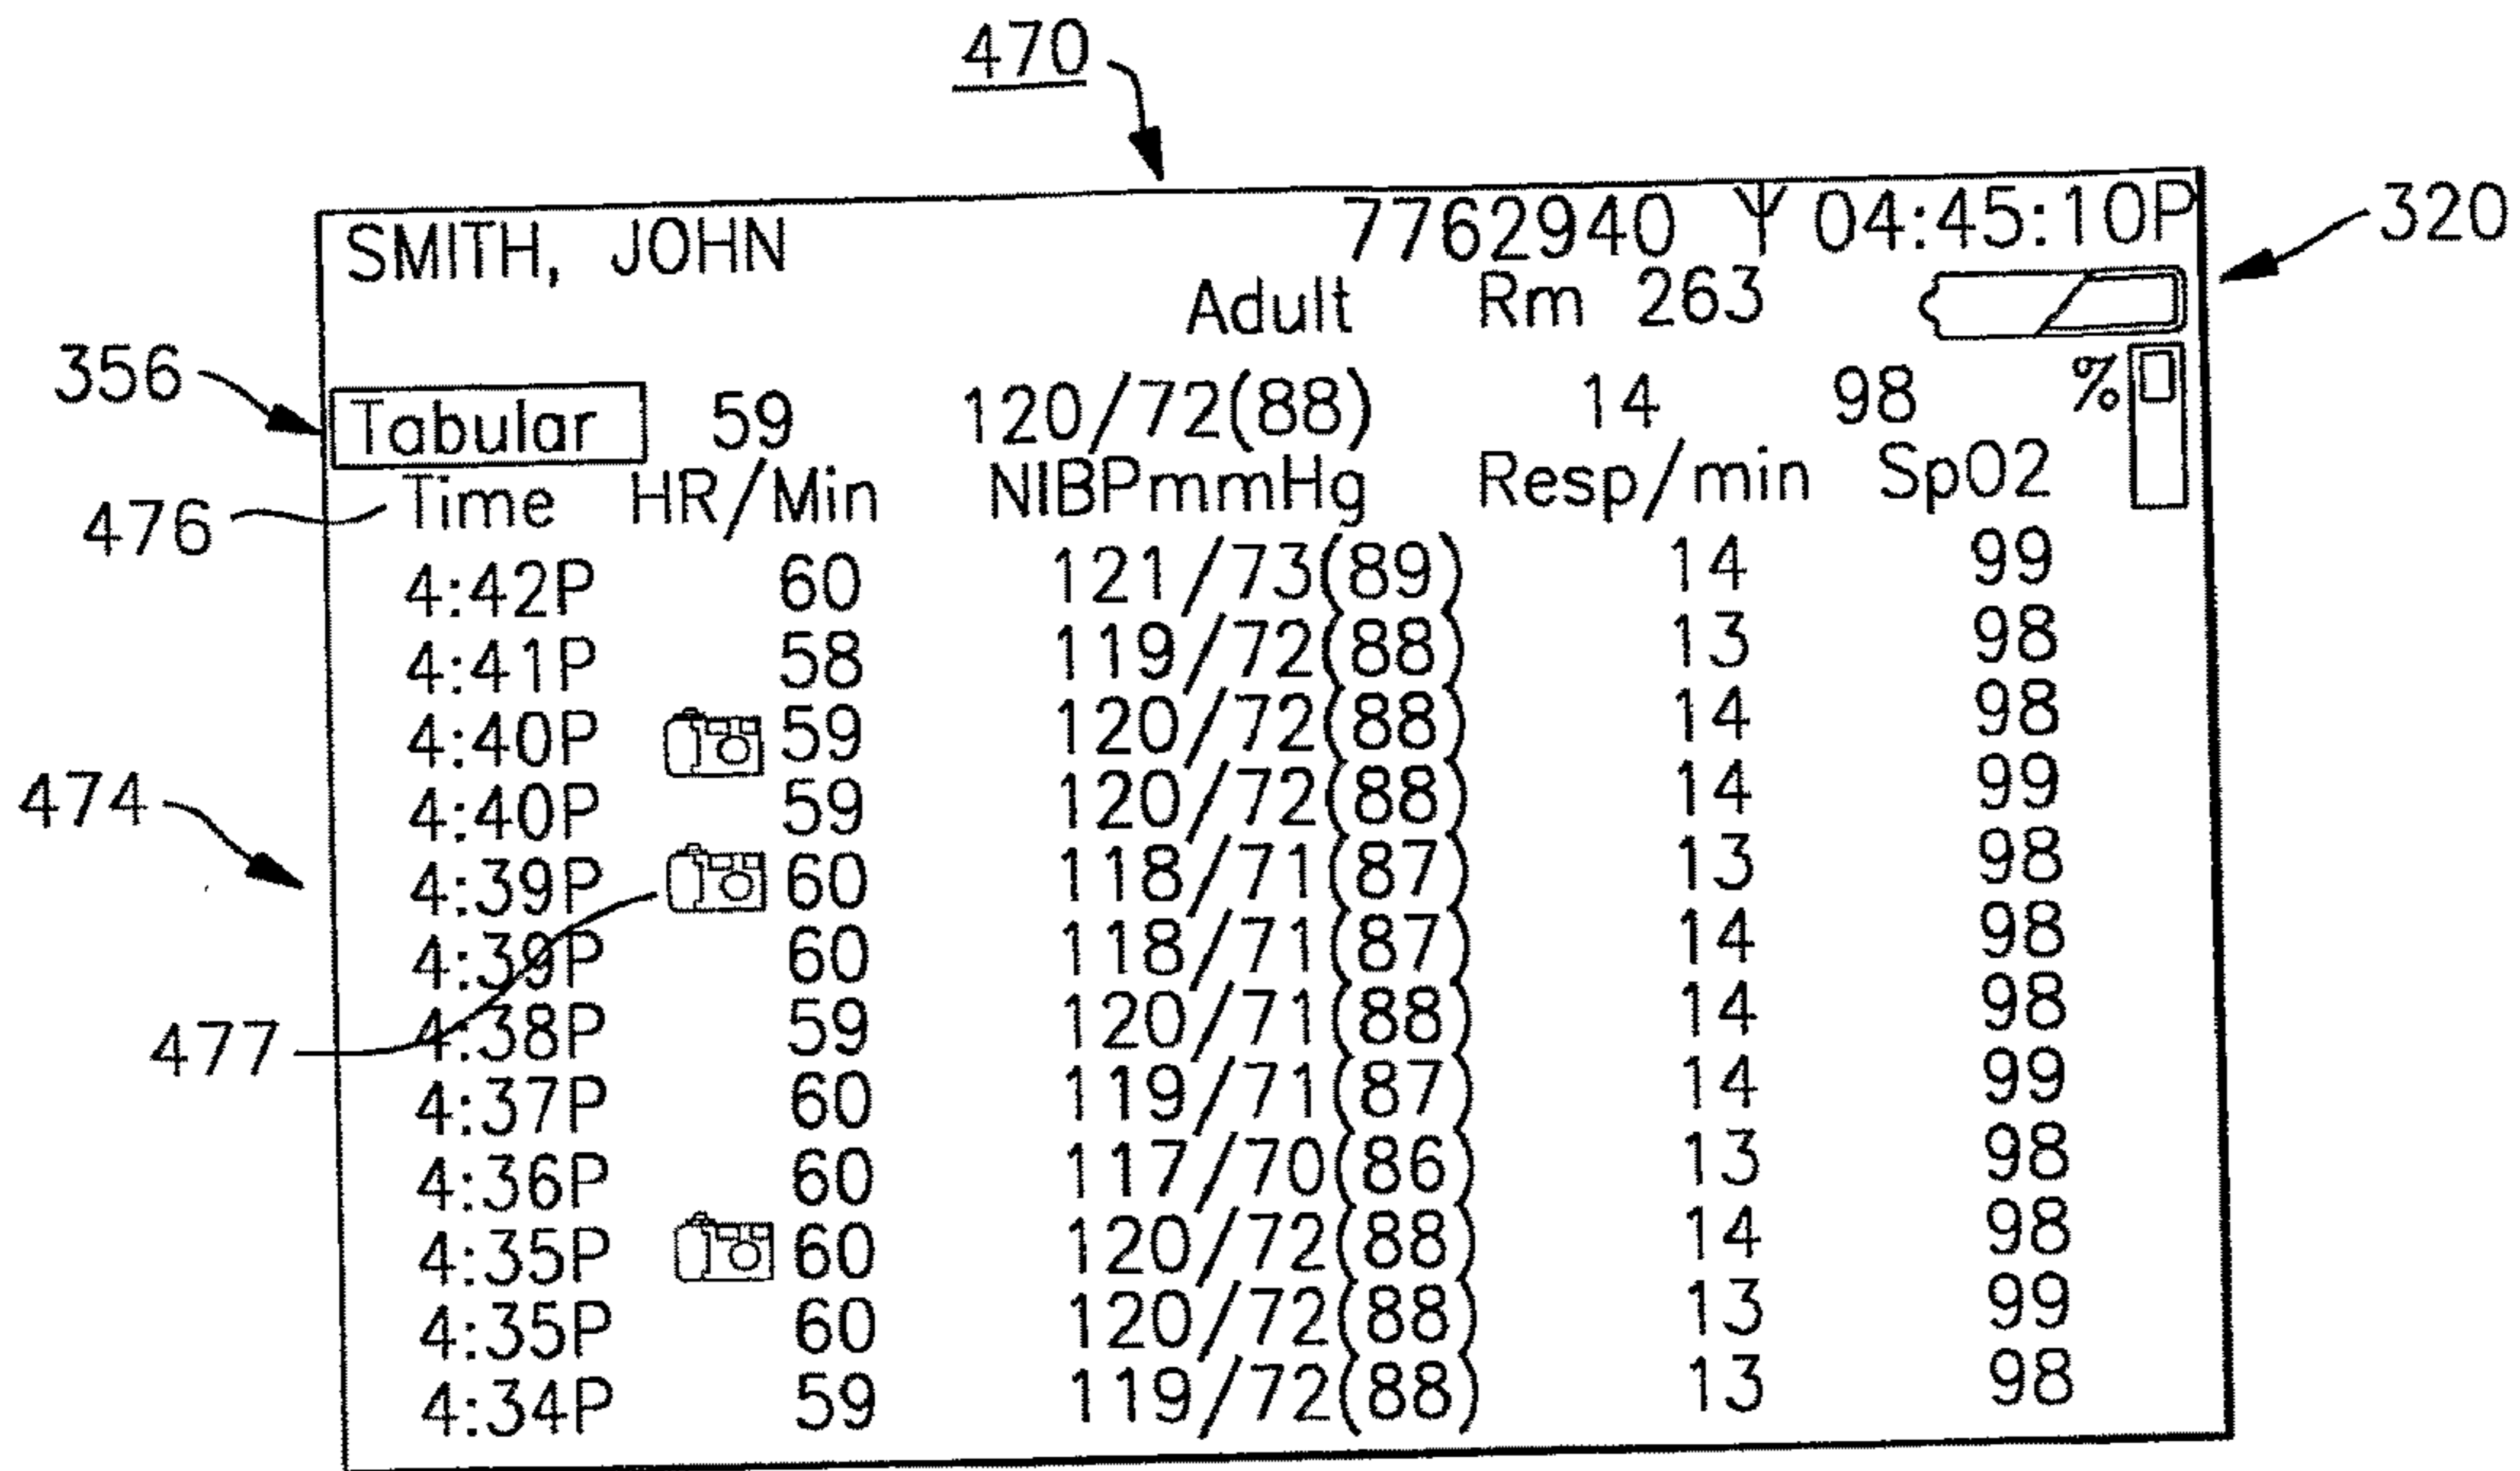 470
SMITH, JOHN 7762940 04:45:10P 320
Adult Rm 263
356 Tabular 59 120/72(88) 14 98 %
476 Time HR/Min NIBPmmHg Resp/min SpO2
4:42P 60 121/73(89) 14 99
4:41P 58 119/72(88) 13 98
4:40P 59 120/72(88) 14 98
474 4:40P 59 120/72(88) 14 99
4:39P 60 118/71(87) 13 98
4:39P 60 118/71(87) 14 98
477 4:38P 59 120/71(88) 14 98
4:37P 60 119/71(87) 14 99
4:36P 60 117/70(86) 13 98
4:35P 60 120/72(88) 14 98
4:35P 60 120/72(88) 13 99
4:34P 59 119/72(88) 13 98